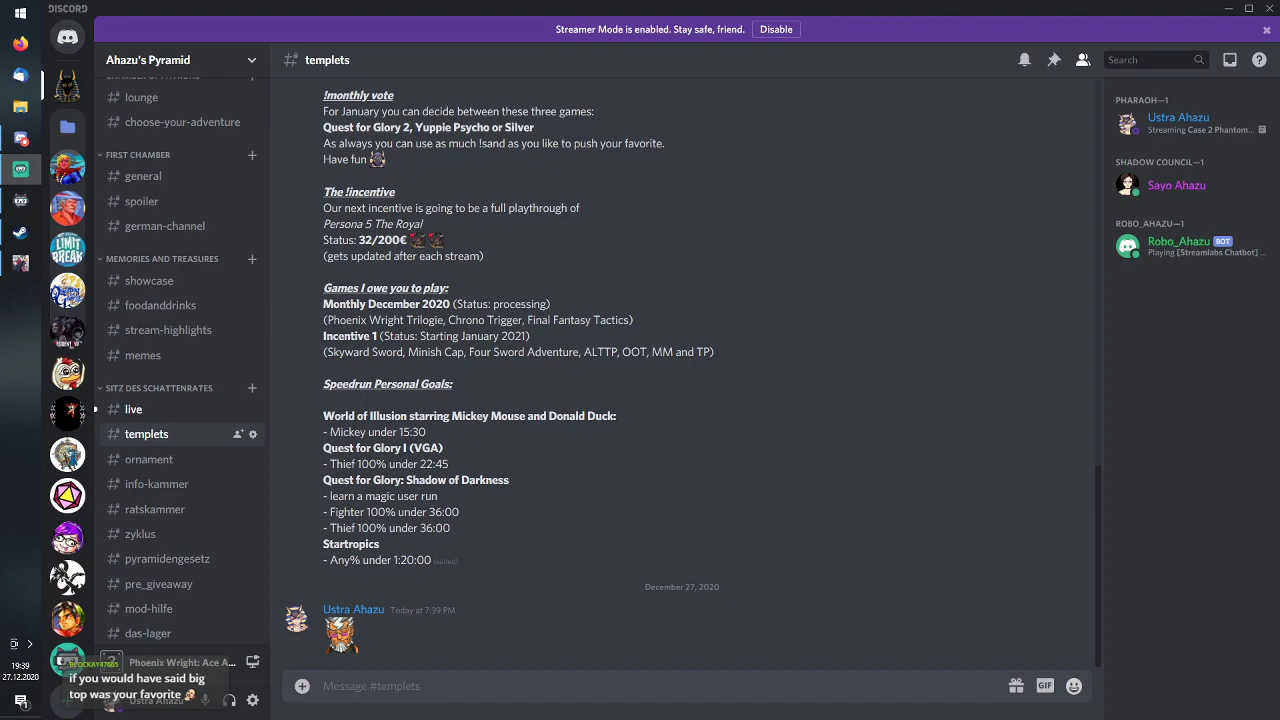 DISCORD
Streamer Mode is enabled. Stay safe, friend.
Disable
Ahazu's Pyramid
templets
Search
lounge
choose-your-adventure
FIRST CHAMBER
general
spoiler
german-channel
MEMORIES AND TREASURES
showcase
foodanddrinks
stream-highlights
memes
SITZ DES SCHATTENRATES
live
templets
ornament
info-kammer
ratskammer
zyklus
pyramidengesetz
pre_giveaway
mod-hilfe
das-lager
Phoenix Wright: Ace A...
BLOCKAY47665
if you would have said big
top was your favorite
Ustra Ahazu
19:39
27.12.2020
LIMIT
BREAK
!monthly vote
For January you can decide between these three games:
Quest for Glory 2, Yuppie Psycho or Silver
As always you can use as much !sand as you like to push your favorite.
Have fun
The !incentive
Our next incentive is going to be a full playthrough of
Persona 5 The Royal
Status: 32/200€
(gets updated after each stream)
Games I owe you to play:
Monthly December 2020 (Status: processing)
(Phoenix Wright Trilogie, Chrono Trigger, Final Fantasy Tactics)
Incentive 1 (Status: Starting January 2021)
(Skyward Sword, Minish Cap, Four Sword Adventure, ALTTP, OOT, MM and TP)
Speedrun Personal Goals:
World of Illusion starring Mickey Mouse and Donald Duck:
- Mickey under 15:30
Quest for Glory I (VGA)
- Thief 100% under 22:45
Quest for Glory: Shadow of Darkness
- learn a magic user run
- Fighter 100% under 36:00
- Thief 100% under 36:00
Startropics
- Any% under 1:20:00 (edited)
December 27, 2020
Ustra Ahazu Today at 7:39 PM
Message #templets
GIF
PHARAOH—1
Ustra Ahazu
Streaming Case 2 Phantom...
SHADOW COUNCIL—1
Sayo Ahazu
ROBO_AHAZU—1
Robo_Ahazu BOT
Playing [Streamlabs Chatbot] ...